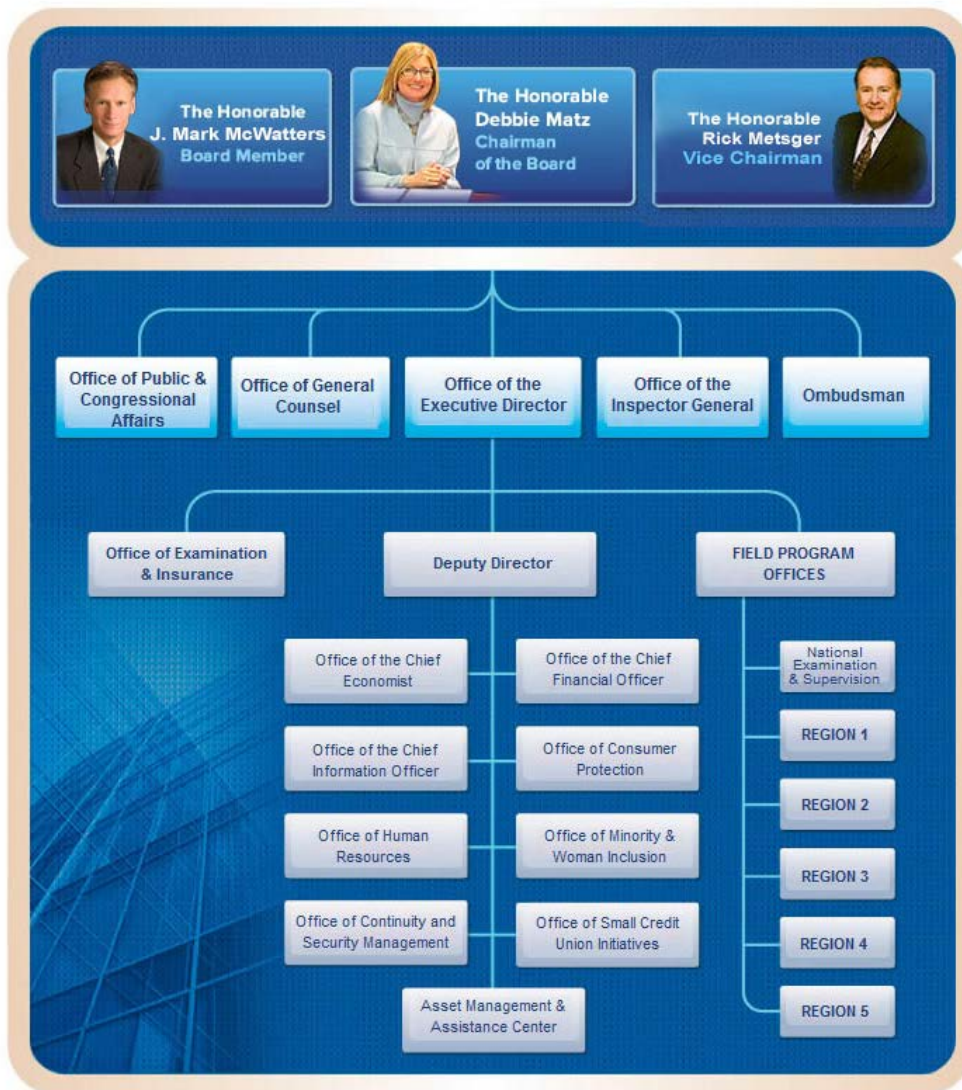 The Honorable
J. Mark McWatters
Board Member
The Honorable
Debbie Matz
Chairman
of the Board
The Honorable
Rick Metsger
Vice Chairman
Office of Public &
Congressional
Affairs
Office of General
Counsel
Office of the
Executive Director
Office of the
Inspector General
Ombudsman
Office of Examination
& Insurance
Deputy Director
FIELD PROGRAM
OFFICES
Office of the Chief
Economist
Office of the Chief
Financial Officer
Office of the Chief
Information Officer
Office of Consumer
Protection
Office of Human
Resources
Office of Minority &
Woman Inclusion
Office of Continuity and
Security Management
Office of Small Credit
Union Initiatives
Asset Management &
Assistance Center
National
Examination
& Supervision
REGION 1
REGION 2
REGION 3
REGION 4
REGION 5